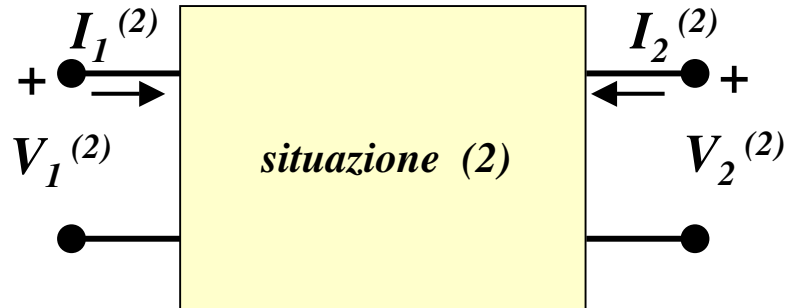 I₁⁽²⁾ I₂⁽²⁾
+ +
V₁⁽²⁾ situazione (2) V₂⁽²⁾